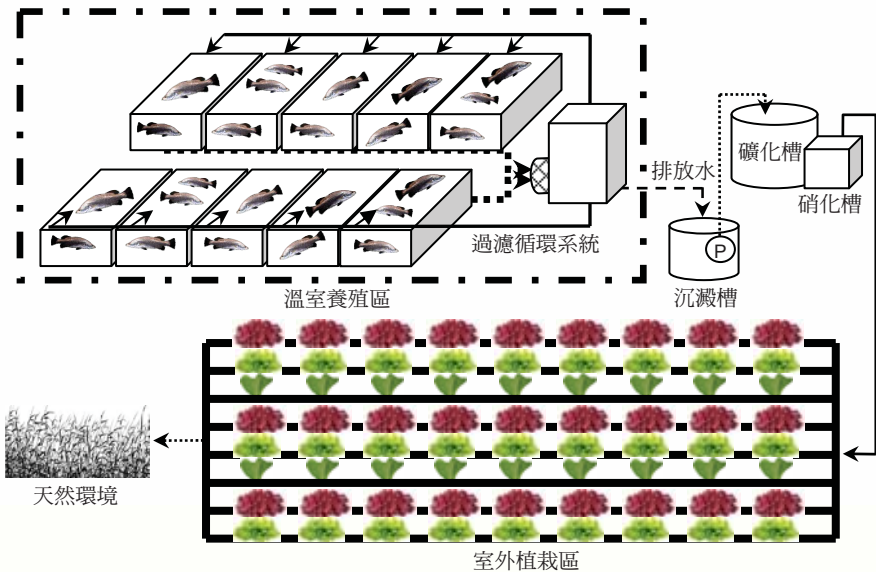 礦化槽
硝化槽
排放水
P
過濾循環系統
沉澱槽
溫室養殖區
天然環境
室外植栽區